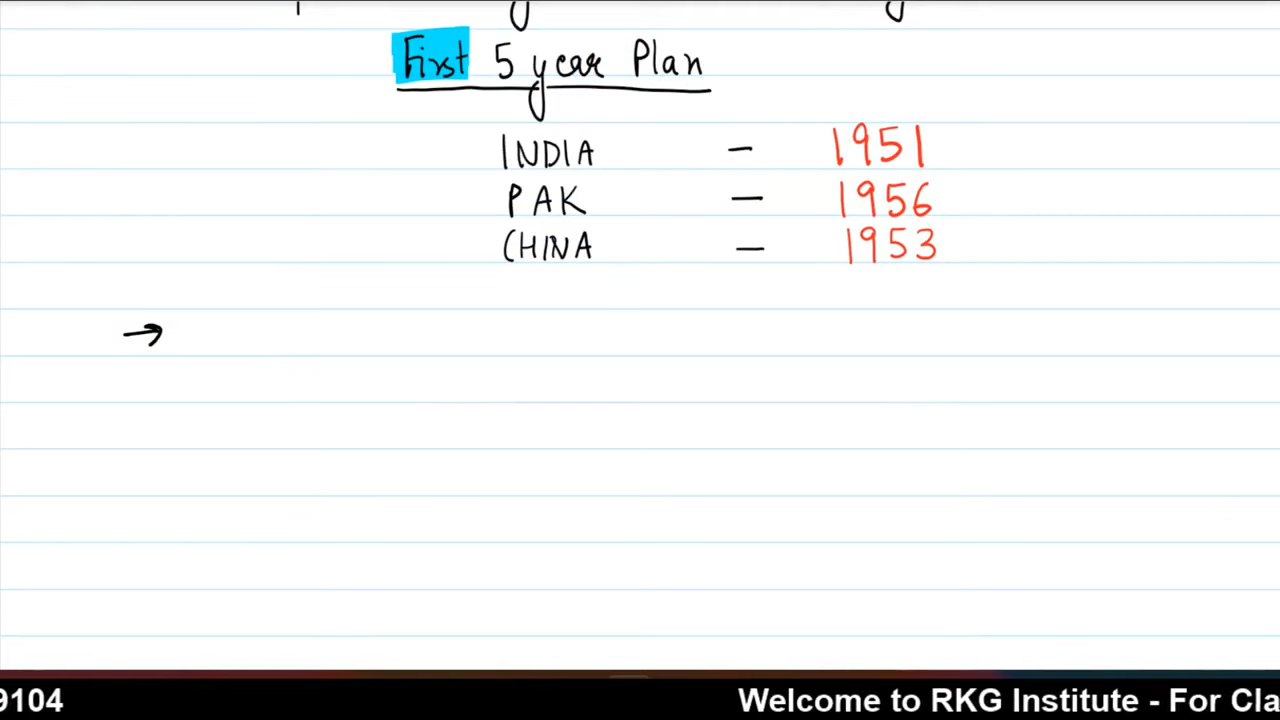 First 5 year Plan
INDIA - 1951
PAK - 1956
CHINA - 1953
→
9104 Welcome to RKG Institute - For Cla